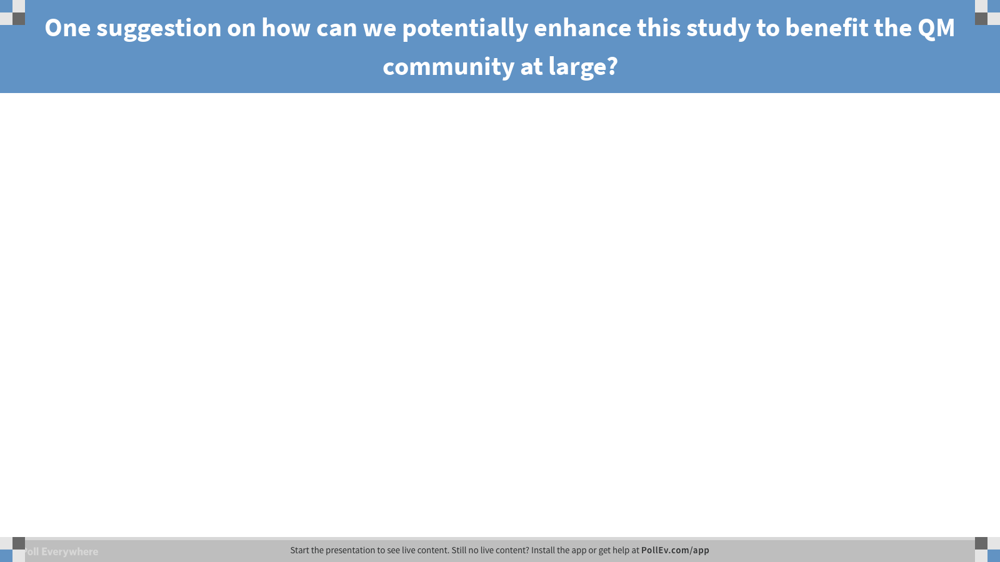 One suggestion on how can we potentially enhance this study to benefit the QM
community at large?
Poll Everywhere
Start the presentation to see live content. Still no live content? Install the app or get help at PollEv.com/app